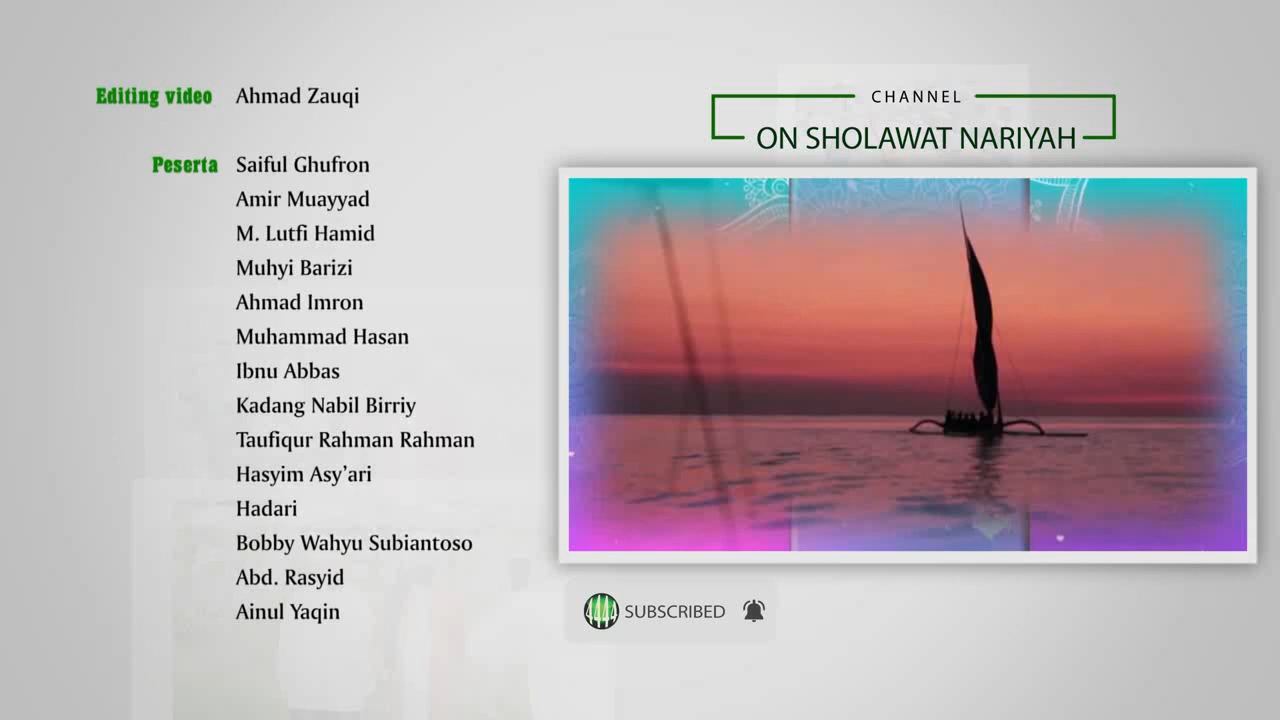 Editing video Ahmad Zauqi
Peserta Saiful Ghufron
Amir Muayyad
M. Lutfi Hamid
Muhyi Barizi
Ahmad Imron
Muhammad Hasan
Ibnu Abbas
Kadang Nabil Birriy
Taufiqur Rahman Rahman
Hasyim Asy’ari
Hadari
Bobby Wahyu Subiantoso
Abd. Rasyid
Ainul Yaqin
CHANNEL
ON SHOLAWAT NARIYAH
4444
SUBSCRIBED